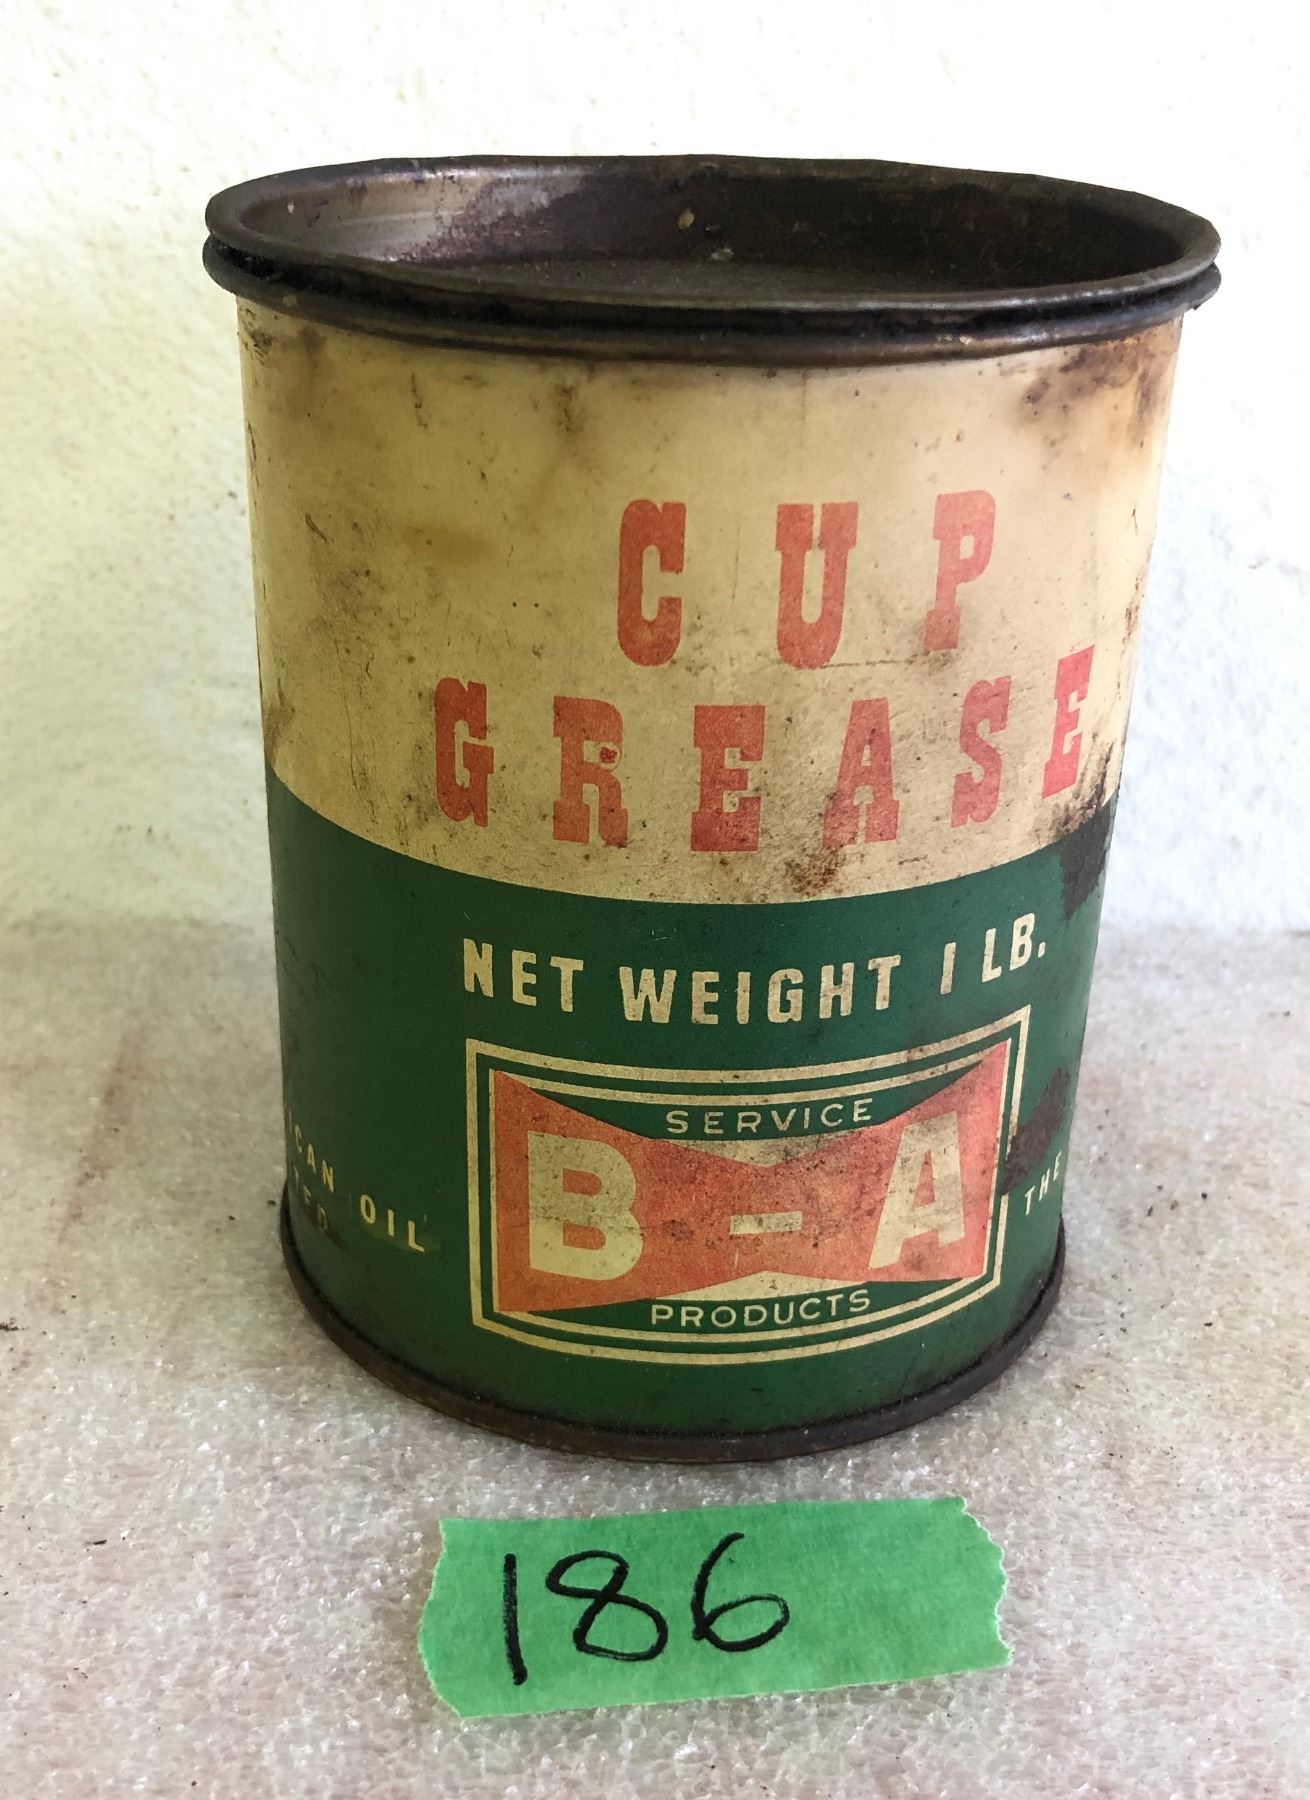 CUP
GREASE
NET WEIGHT 1 LB.
SERVICE
B-A
PRODUCTS
ICAN OIL
THE
186